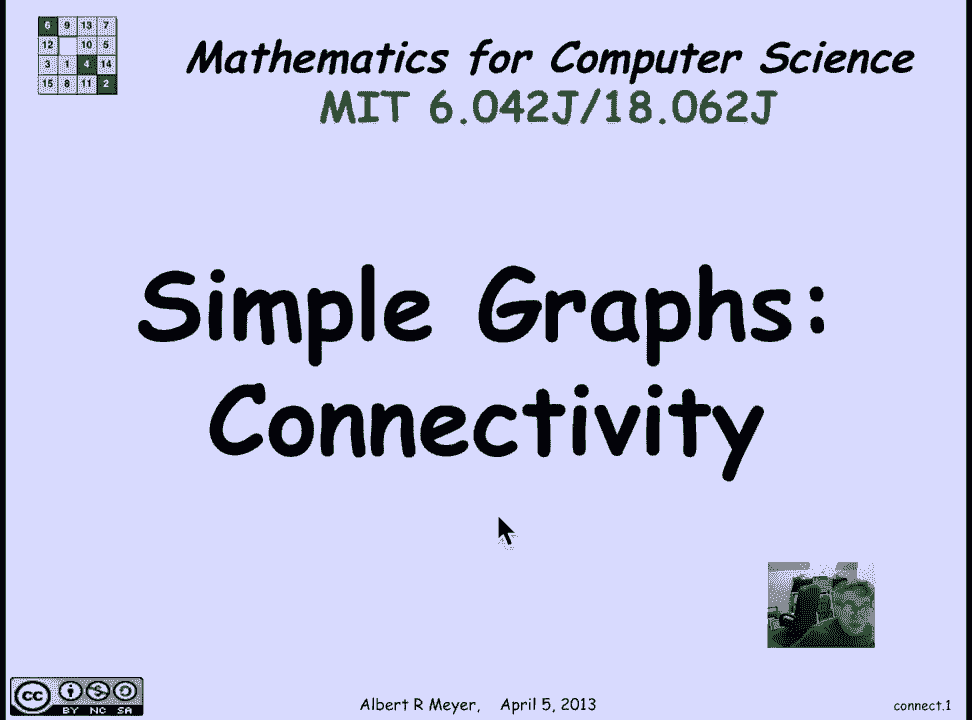 6 9 13 7
12 10 5
3 1 4 14
15 8 11 2
Mathematics for Computer Science
MIT 6.042J/18.062J
Simple Graphs:
Connectivity
cc
BY NC SA
Albert R Meyer, April 5, 2013
connect.1